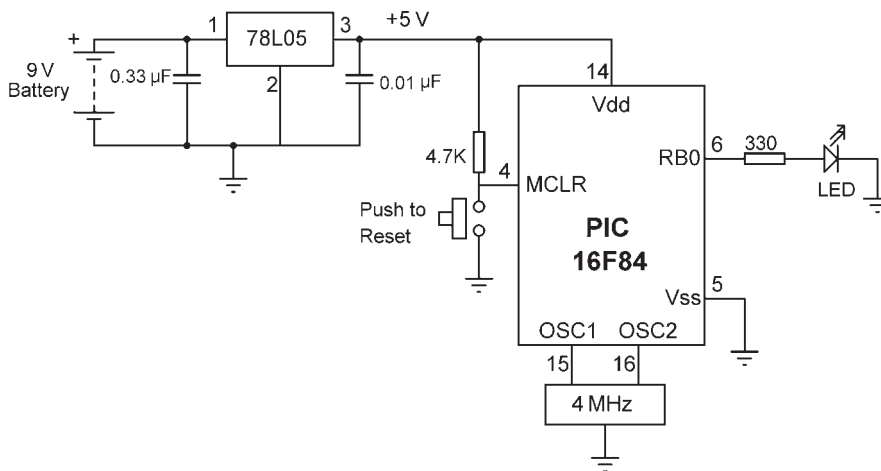 +
9 V
Battery
0.33 µF
1
78L05
3
2
+5 V
0.01 µF
4.7K
4
Push to
Reset
14
Vdd
MCLR
RB0
6
330
LED
PIC
16F84
Vss
5
OSC1
OSC2
15
16
4 MHz